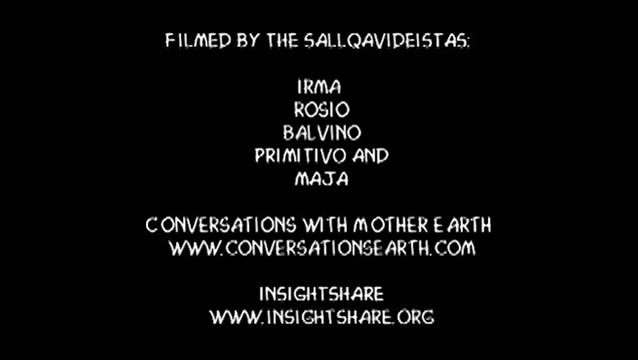 FILMED BY THE SALLQAVIDEISTAS:
IRMA
ROSIO
BALVINO
PRIMITIVO AND
MAJA
CONVERSATIONS WITH MOTHER EARTH
WWW.CONVERSATIONSEARTH.COM
INSIGHTSHARE
WWW.INSIGHTSHARE.ORG